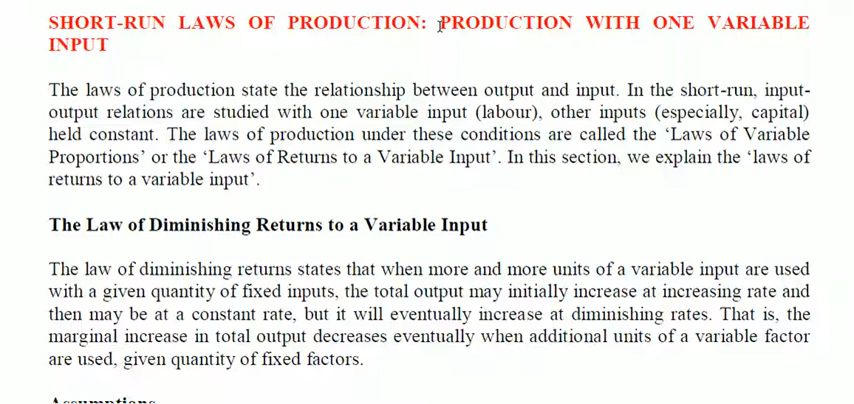 SHORT-RUN LAWS OF PRODUCTION: PRODUCTION WITH ONE VARIABLE
INPUT
The laws of production state the relationship between output and input. In the short-run, input-
output relations are studied with one variable input (labour), other inputs (especially, capital)
held constant. The laws of production under these conditions are called the ‘Laws of Variable
Proportions’ or the ‘Laws of Returns to a Variable Input’. In this section, we explain the ‘laws of
returns to a variable input’.
The Law of Diminishing Returns to a Variable Input
The law of diminishing returns states that when more and more units of a variable input are used
with a given quantity of fixed inputs, the total output may initially increase at increasing rate and
then may be at a constant rate, but it will eventually increase at diminishing rates. That is, the
marginal increase in total output decreases eventually when additional units of a variable factor
are used, given quantity of fixed factors.
Assumptions